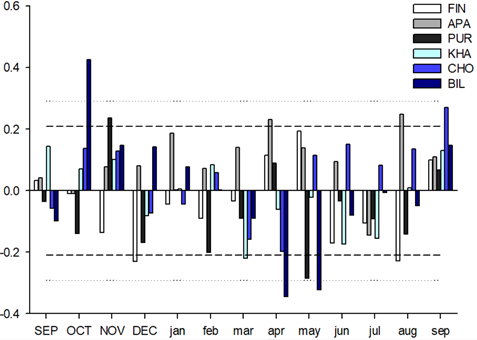 0.6
FIN
APA
PUR
KHA
CHO
BIL
0.4
0.2
0.0
-0.2
-0.4
SEP OCT NOV DEC jan feb mar apr may jun jul aug sep